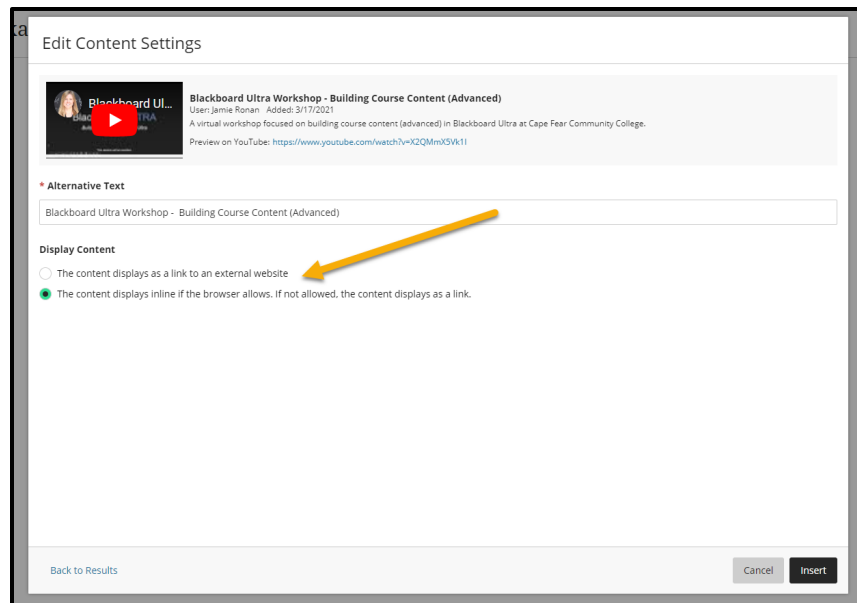 ka
Edit Content Settings
Blackboard Ul...
Blackboard Ultra Workshop - Building Course Content (Advanced)
User: Jamie Ronan Added: 3/17/2021
A virtual workshop focused on building course content (advanced) in Blackboard Ultra at Cape Fear Community College.
Preview on YouTube: https://www.youtube.com/watch?v=X2QMmX5Vk1I
* Alternative Text
Blackboard Ultra Workshop - Building Course Content (Advanced)
Display Content
The content displays as a link to an external website
The content displays inline if the browser allows. If not allowed, the content displays as a link.
Back to Results
Cancel
Insert